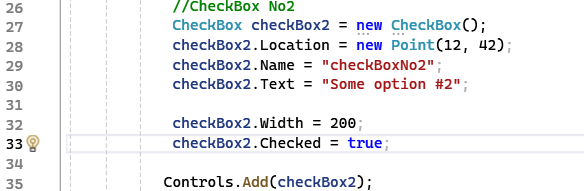 26 //CheckBox No2
27 CheckBox checkBox2 = new CheckBox();
28 checkBox2.Location = new Point(12, 42);
29 checkBox2.Name = "checkBoxNo2";
30 checkBox2.Text = "Some option #2";
31
32 checkBox2.Width = 200;
33 checkBox2.Checked = true;
34
35 Controls.Add(checkBox2);